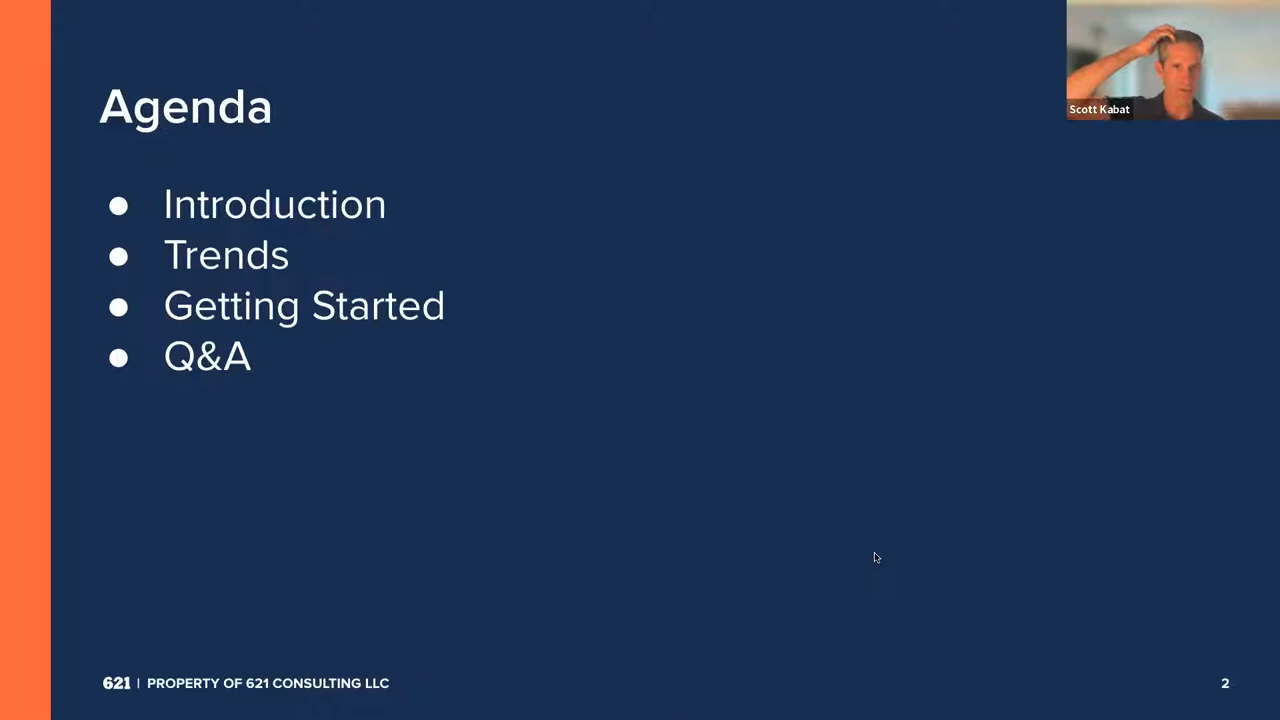 Agenda
Scott Kabat
● Introduction
● Trends
● Getting Started
● Q&A
621 | PROPERTY OF 621 CONSULTING LLC
2